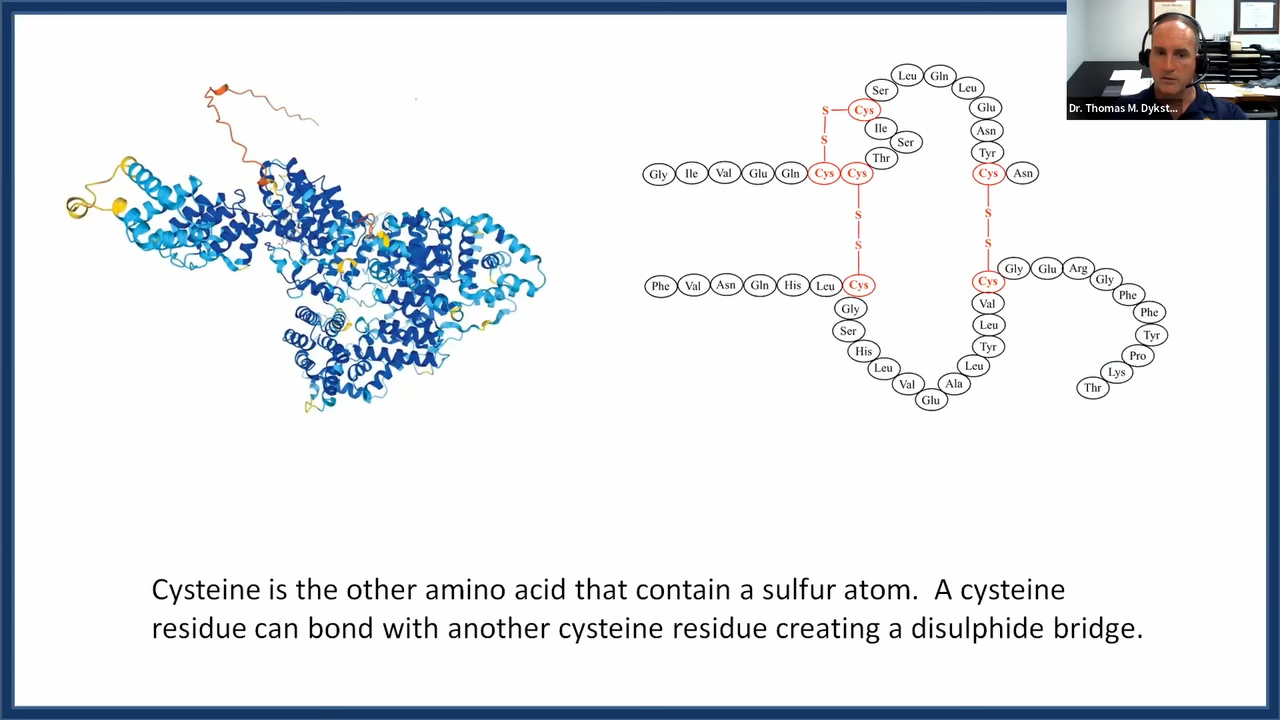 Dr. Thomas M. Dykst...
Ser Leu Gln Leu
S Cys Glu
S Ile Ser Asn
Thr Tyr
Gly Ile Val Glu Gln Cys Cys Cys Asn
S S
S S
Phe Val Asn Gln His Leu Cys Cys Gly Glu Arg Gly
Gly Val Phe
Ser Leu Phe
His Tyr Tyr
Leu Leu Pro
Val Ala Lys
Glu Thr
Cysteine is the other amino acid that contain a sulfur atom. A cysteine
residue can bond with another cysteine residue creating a disulphide bridge.